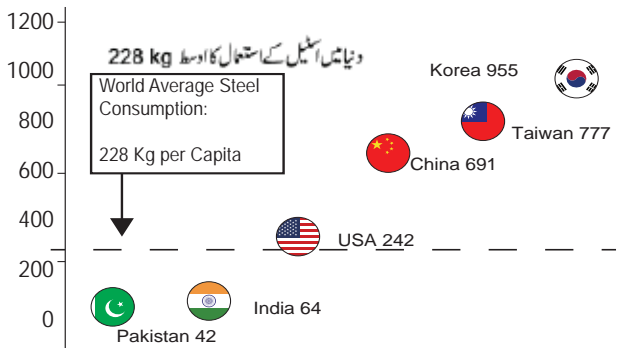 1200
دنیا میں اسٹیل کے استعمال کا اوسط 228 kg
World Average Steel
Consumption:
228 Kg per Capita
Korea 955
1000
800
Taiwan 777
China 691
600
400
USA 242
200
India 64
0
Pakistan 42